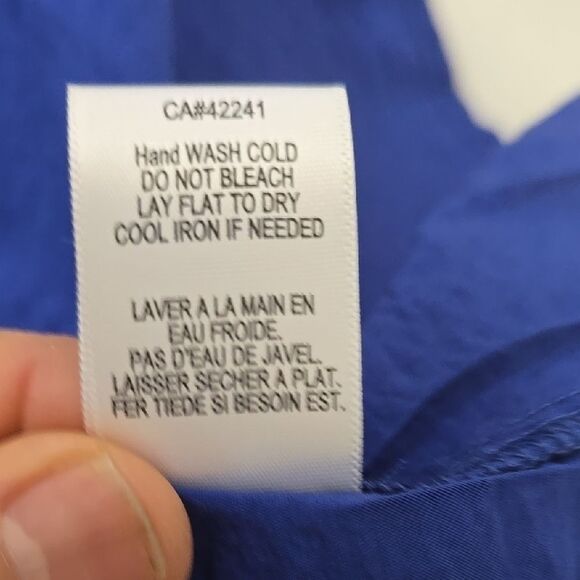 CA#42241
Hand WASH COLD
DO NOT BLEACH
LAY FLAT TO DRY
COOL IRON IF NEEDED
LAVER A LA MAIN EN
EAU FROIDE.
PAS D'EAU DE JAVEL.
LAISSER SECHER A PLAT.
FER TIEDE SI BESOIN EST.